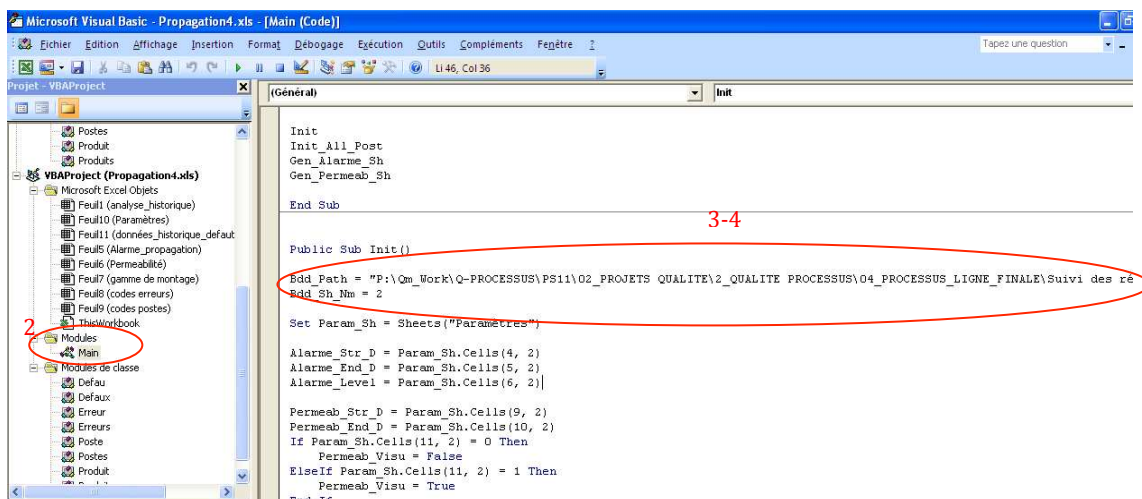 Microsoft Visual Basic - Propagation4.xls - [Main (Code)]
Fichier Edition Affichage Insertion Format Débogage Exécution Outils Compléments Fenêtre ?
Tapez une question
Li 46, Col 36
Projet - VBAProject
(Général)
Init
Postes
Produit
Produits
VBAProject (Propagation4.xls)
Microsoft Excel Objets
Feuil1 (analyse_historique)
Feuil10 (Paramètres)
Feuil11 (données_historique_defaut
Feuil5 (Alarme_propagation)
Feuil6 (Permeabilité)
Feuil7 (gamme de montage)
Feuil8 (codes erreurs)
Feuil9 (codes postes)
ThisWorkbook
2
Modules
Main
Modules de classe
Defau
Defaux
Erreur
Erreurs
Poste
Postes
Produit
Init
Init_All_Post
Gen_Alarme_Sh
Gen_Permeab_Sh
End Sub
3-4
Public Sub Init()
Bdd_Path = "P:\Qm_Work\Q-PROCESSUS\PS11\02_PROJETS QUALITE\2_QUALITE PROCESSUS\04_PROCESSUS_LIGNE_FINALE\Suivi des ré
Bdd_Sh_Nm = 2
Set Param_Sh = Sheets("Paramètres")
Alarme_Str_D = Param_Sh.Cells(4, 2)
Alarme_End_D = Param_Sh.Cells(5, 2)
Alarme_Level = Param_Sh.Cells(6, 2)
Permeab_Str_D = Param_Sh.Cells(9, 2)
Permeab_End_D = Param_Sh.Cells(10, 2)
If Param_Sh.Cells(11, 2) = 0 Then
Permeab_Visu = False
ElseIf Param_Sh.Cells(11, 2) = 1 Then
Permeab_Visu = True
End If